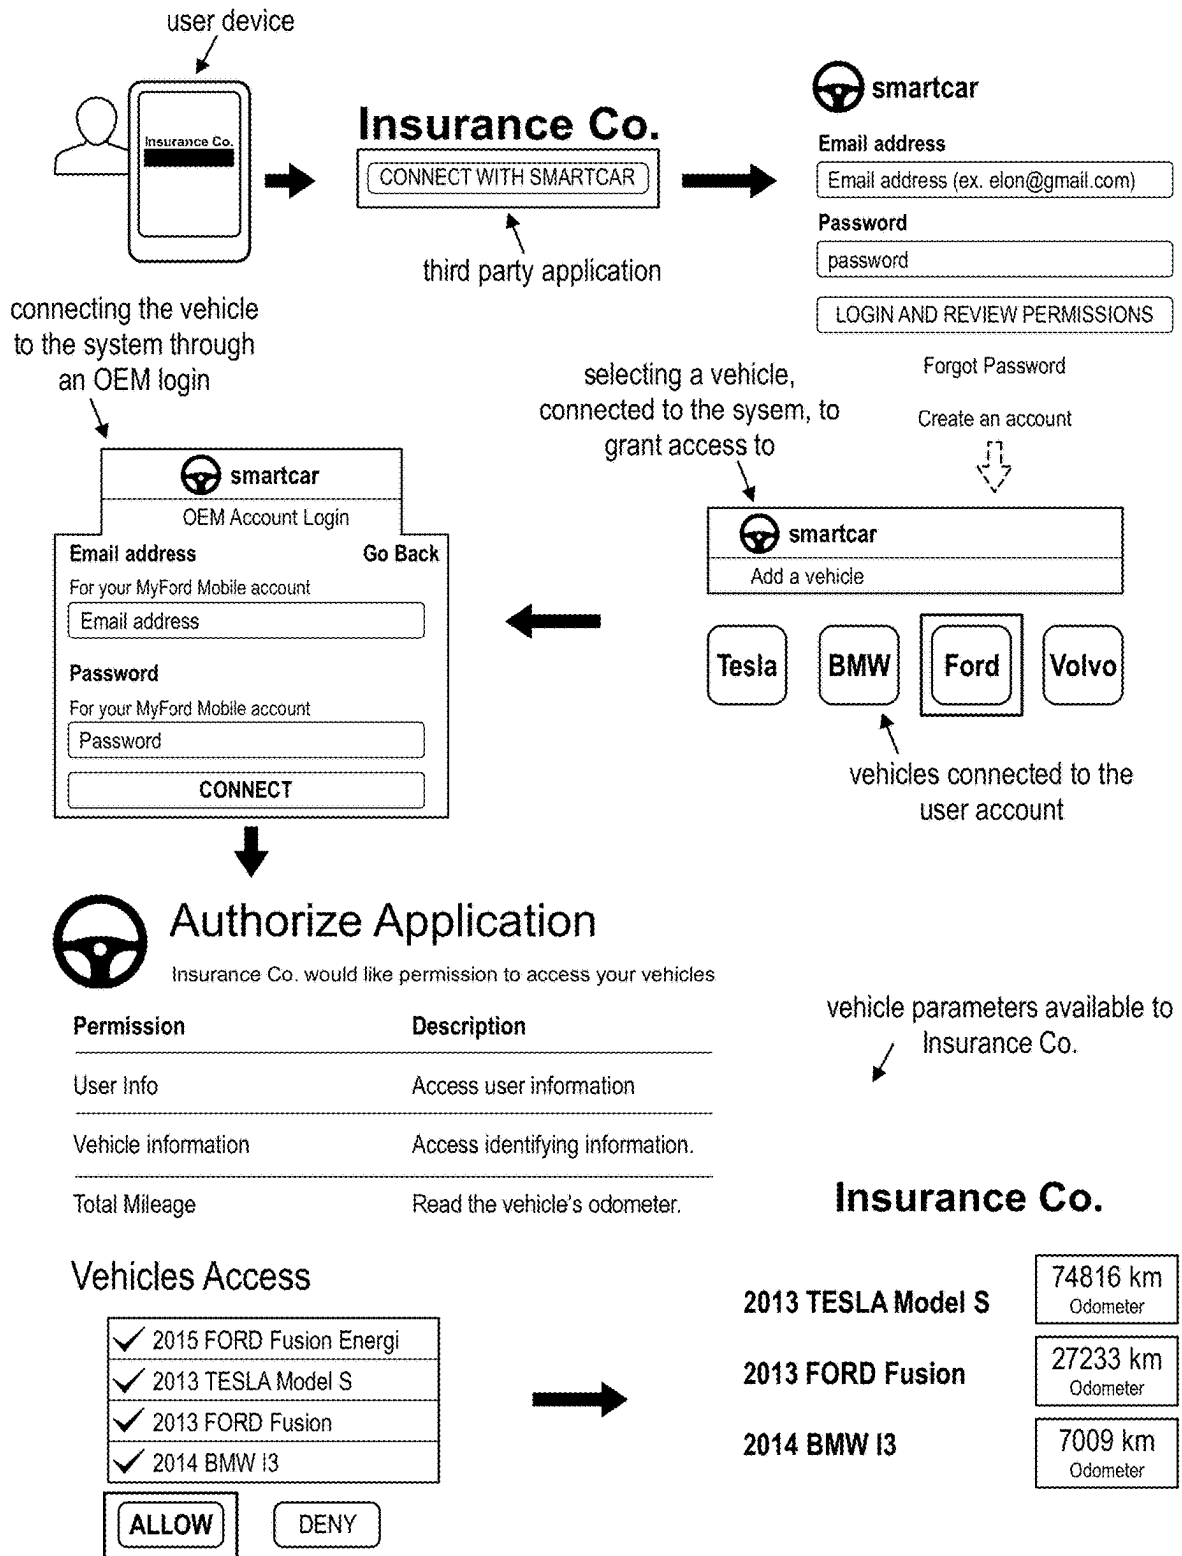 user device
Insurance Co.
Insurance Co.
CONNECT WITH SMARTCAR
third party application
smartcar
Email address
Email address (ex. elon@gmail.com)
Password
password
LOGIN AND REVIEW PERMISSIONS
Forgot Password
Create an account
selecting a vehicle,
connected to the sysem, to
grant access to
smartcar
Add a vehicle
Tesla
BMW
Ford
Volvo
vehicles connected to the
user account
connecting the vehicle
to the system through
an OEM login
smartcar
OEM Account Login
Email address
Go Back
For your MyFord Mobile account
Email address
Password
For your MyFord Mobile account
Password
CONNECT
Authorize Application
Insurance Co. would like permission to access your vehicles
Permission Description
User Info Access user information
Vehicle information Access identifying information.
Total Mileage Read the vehicle's odometer.
Vehicles Access
2015 FORD Fusion Energi
2013 TESLA Model S
2013 FORD Fusion
2014 BMW I3
ALLOW
DENY
vehicle parameters available to
Insurance Co.
Insurance Co.
2013 TESLA Model S
74816 km
Odometer
2013 FORD Fusion
27233 km
Odometer
2014 BMW I3
7009 km
Odometer